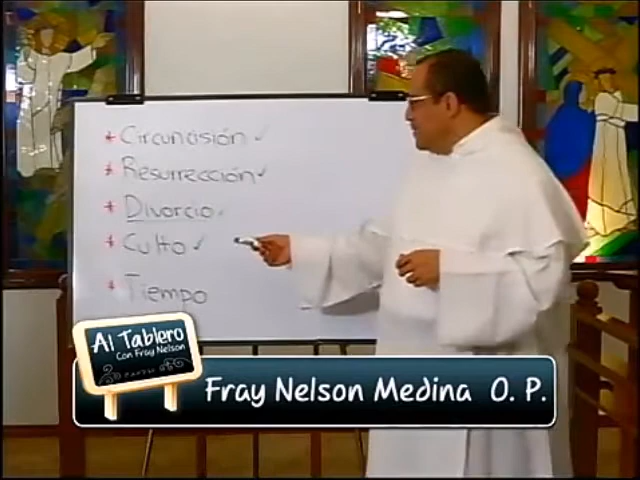 * Circuncisión ✓
* Resurrección ✓
* Divorcio ✓
* Culto ✓
* Tiempo
Al Tablero
Con Fray Nelson
Fray Nelson Medina O. P.